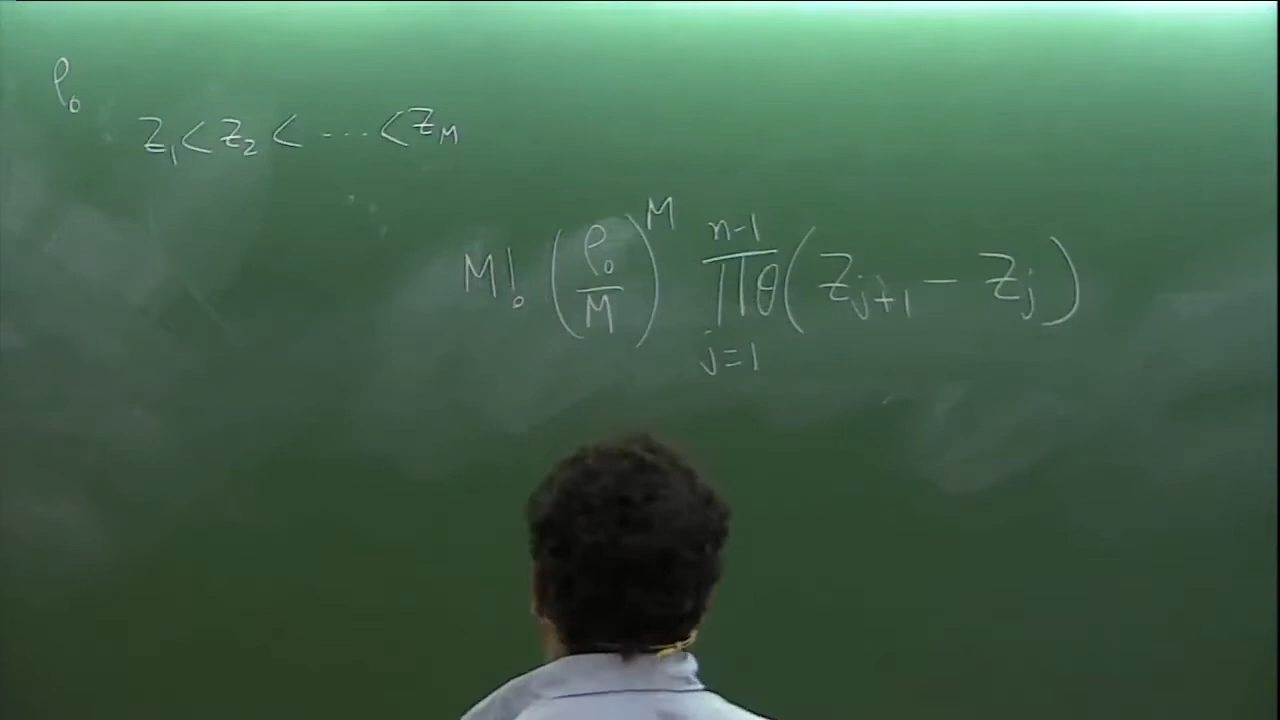 ρ₀
z₁ < z₂ < ... < z_M
M! (ρ₀/M)^M ∏_{j=1}^{n-1} θ(z_{j+1} − z_j)